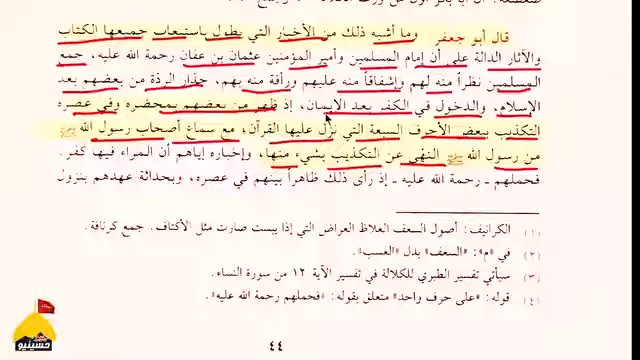 قال أبو جعفر وما أشبه ذلك من الأخبار التي يطول باستيعاب جميعها الكتاب
والآثار الدالة على أن إمام المسلمين وأمير المؤمنين عثمان بن عفان رحمة الله عليه، جمع
المسلمين نظراً منه لهم وإشفاقاً منه عليهم ورأفة منه بهم، حذار الردة من بعضهم بعد
الإسلام، والدخول في الكفر بعد الإيمان، إذ ظهر من بعضهم بمحضره وفي عصره
التكذيب ببعض الأحرف السبعة التي نزل عليها القرآن، مع سماع أصحاب رسول الله ﷺ
من رسول الله ﷺ النهي عن التكذيب بشيء منها، وإخباره إياهم أن المراء فيها كفر.
فحملهم ـ رحمة الله عليه ـ إذ رأى ذلك ظاهراً بينهم في عصره، وبحداثة عهدهم بنزول
(١) الكرانيف: أصول السعف الغلاظ العراض التي إذا يبست صارت مثل الأكتاف. جمع كرنافة.
(٢) في «م»: «السعف» بدل «العسب».
(٣) سيأتي تفسير الطبري للكلالة في تفسير الآية ١٢ من سورة النساء.
(٤) قوله: «على حرف واحد» متعلق بقوله: «فحملهم رحمة الله عليه».
حسينيو
٤٤